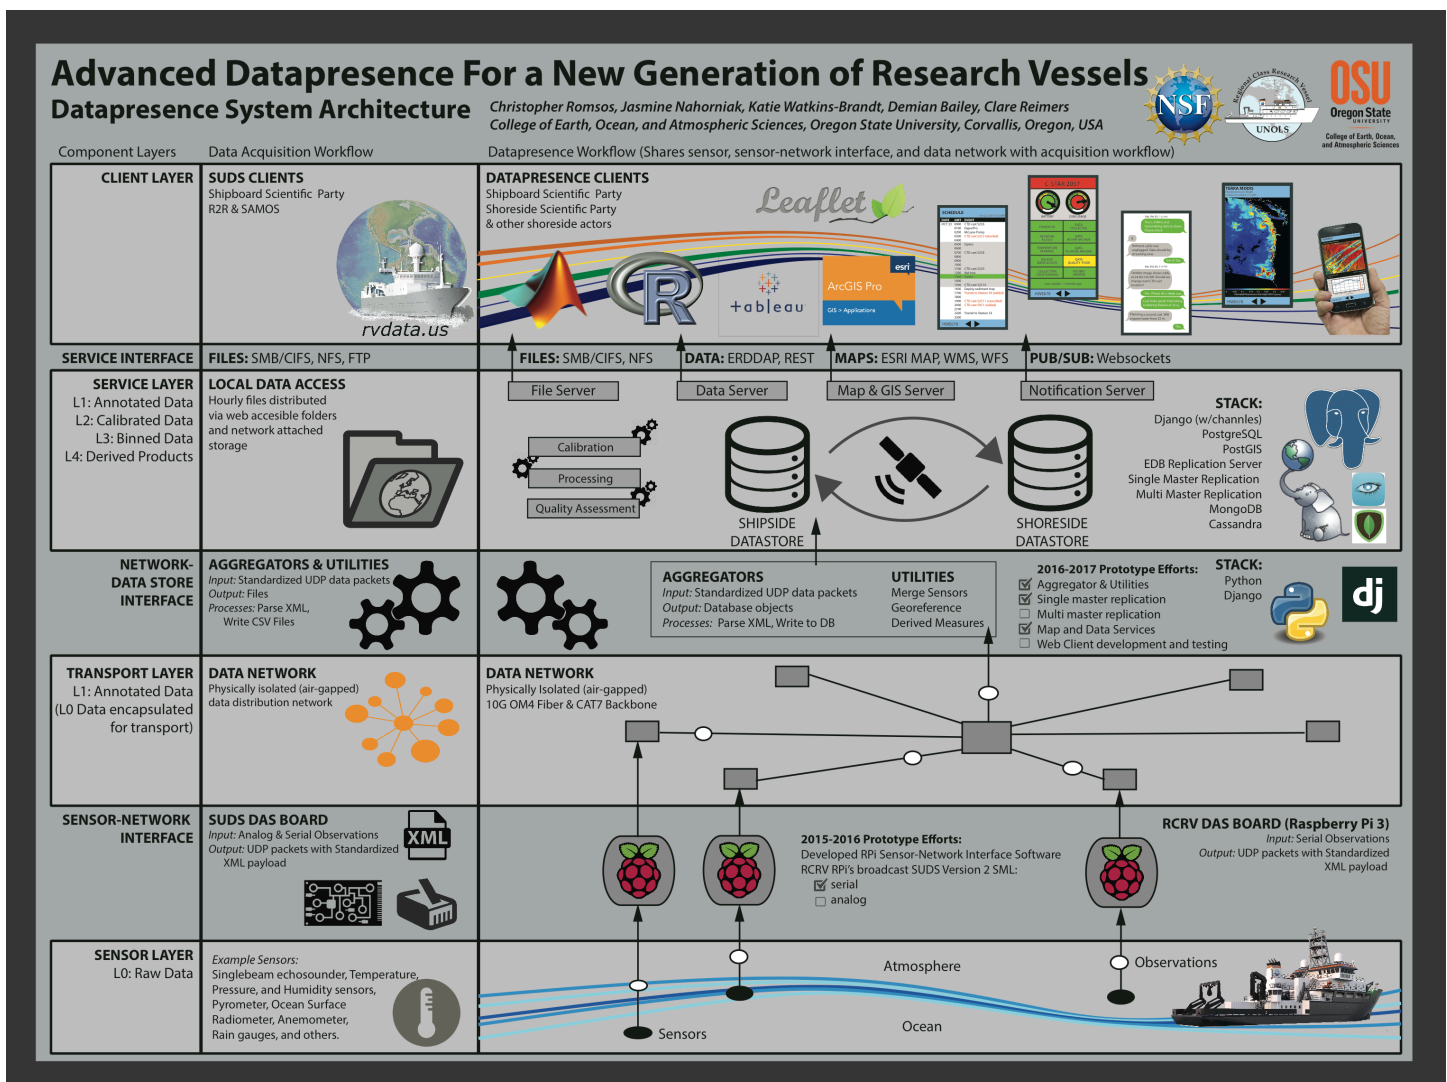 Advanced Datapresence For a New Generation of Research Vessels
Datapresence System Architecture
Christopher Romsos, Jasmine Nahorniak, Katie Watkins-Brandt, Demian Bailey, Clare Reimers
College of Earth, Ocean, and Atmospheric Sciences, Oregon State University, Corvallis, Oregon, USA
NSF
Regional Class Research Vessel
UNOLS
OSU
Oregon State
UNIVERSITY
College of Earth, Ocean,
and Atmospheric Sciences
Component Layers
Data Acquisition Workflow
Datapresence Workflow (Shares sensor, sensor-network interface, and data network with acquisition workflow)
CLIENT LAYER
SUDS CLIENTS
Shipboard Scientific Party
R2R & SAMOS
rvdata.us
DATAPRESENCE CLIENTS
Shipboard Scientific Party
Shoreside Scientific Party
& other shoreside actors
Leaflet
R
+ableau
esri
ArcGIS Pro
GIS > Applications
SCHEDULE
TERRA MODIS
SERVICE INTERFACE
FILES: SMB/CIFS, NFS, FTP
FILES: SMB/CIFS, NFS
DATA: ERDDAP, REST
MAPS: ESRI MAP, WMS, WFS
PUB/SUB: Websockets
SERVICE LAYER
L1: Annotated Data
L2: Calibrated Data
L3: Binned Data
L4: Derived Products
LOCAL DATA ACCESS
Hourly files distributed
via web accesible folders
and network attached
storage
File Server
Data Server
Map & GIS Server
Notification Server
Calibration
Processing
Quality Assessment
SHIPSIDE
DATASTORE
SHORESIDE
DATASTORE
STACK:
Django (w/channles)
PostgreSQL
PostGIS
EDB Replication Server
Single Master Replication
Multi Master Replication
MongoDB
Cassandra
NETWORK-
DATA STORE
INTERFACE
AGGREGATORS & UTILITIES
Input: Standardized UDP data packets
Output: Files
Processes: Parse XML,
Write CSV Files
AGGREGATORS
Input: Standardized UDP data packets
Output: Database objects
Processes: Parse XML, Write to DB
UTILITIES
Merge Sensors
Georeference
Derived Measures
2016-2017 Prototype Efforts:
Aggregator & Utilities
Single master replication
Multi master replication
Map and Data Services
Web Client development and testing
STACK:
Python
Django
dj
TRANSPORT LAYER
L1: Annotated Data
(L0 Data encapsulated
for transport)
DATA NETWORK
Physically isolated (air-gapped)
data distribution network
DATA NETWORK
Physically Isolated (air-gapped)
10G OM4 Fiber & CAT7 Backbone
SENSOR-NETWORK
INTERFACE
SUDS DAS BOARD
Input: Analog & Serial Observations
Output: UDP packets with Standardized
XML payload
XML
2015-2016 Prototype Efforts:
Developed RPi Sensor-Network Interface Software
RCRV RPi's broadcast SUDS Version 2 SML:
serial
analog
RCRV DAS BOARD (Raspberry Pi 3)
Input: Serial Observations
Output: UDP packets with Standardized
XML payload
SENSOR LAYER
L0: Raw Data
Example Sensors:
Singlebeam echosounder, Temperature,
Pressure, and Humidity sensors,
Pyrometer, Ocean Surface
Radiometer, Anemometer,
Rain gauges, and others.
Atmosphere
Observations
Ocean
Sensors